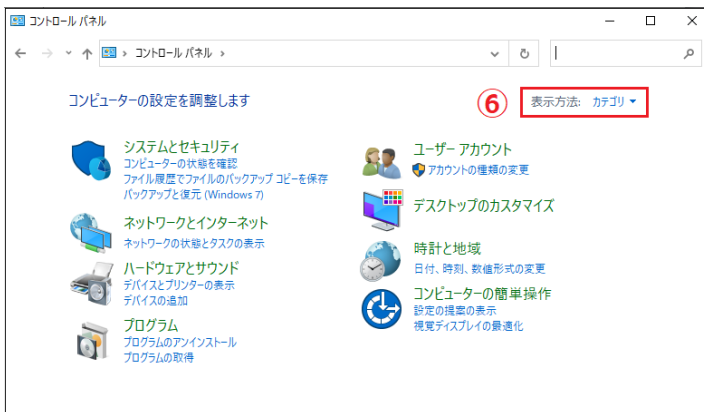 コントロール パネル
コントロール パネル
コンピューターの設定を調整します
⑥ 表示方法: カテゴリ
システムとセキュリティ
コンピューターの状態を確認
ファイル履歴でファイルのバックアップ コピーを保存
バックアップと復元 (Windows 7)
ネットワークとインターネット
ネットワークの状態とタスクの表示
ハードウェアとサウンド
デバイスとプリンターの表示
デバイスの追加
プログラム
プログラムのアンインストール
プログラムの取得
ユーザー アカウント
アカウントの種類の変更
デスクトップのカスタマイズ
時計と地域
日付、時刻、数値形式の変更
コンピューターの簡単操作
設定の提案の表示
視覚ディスプレイの最適化